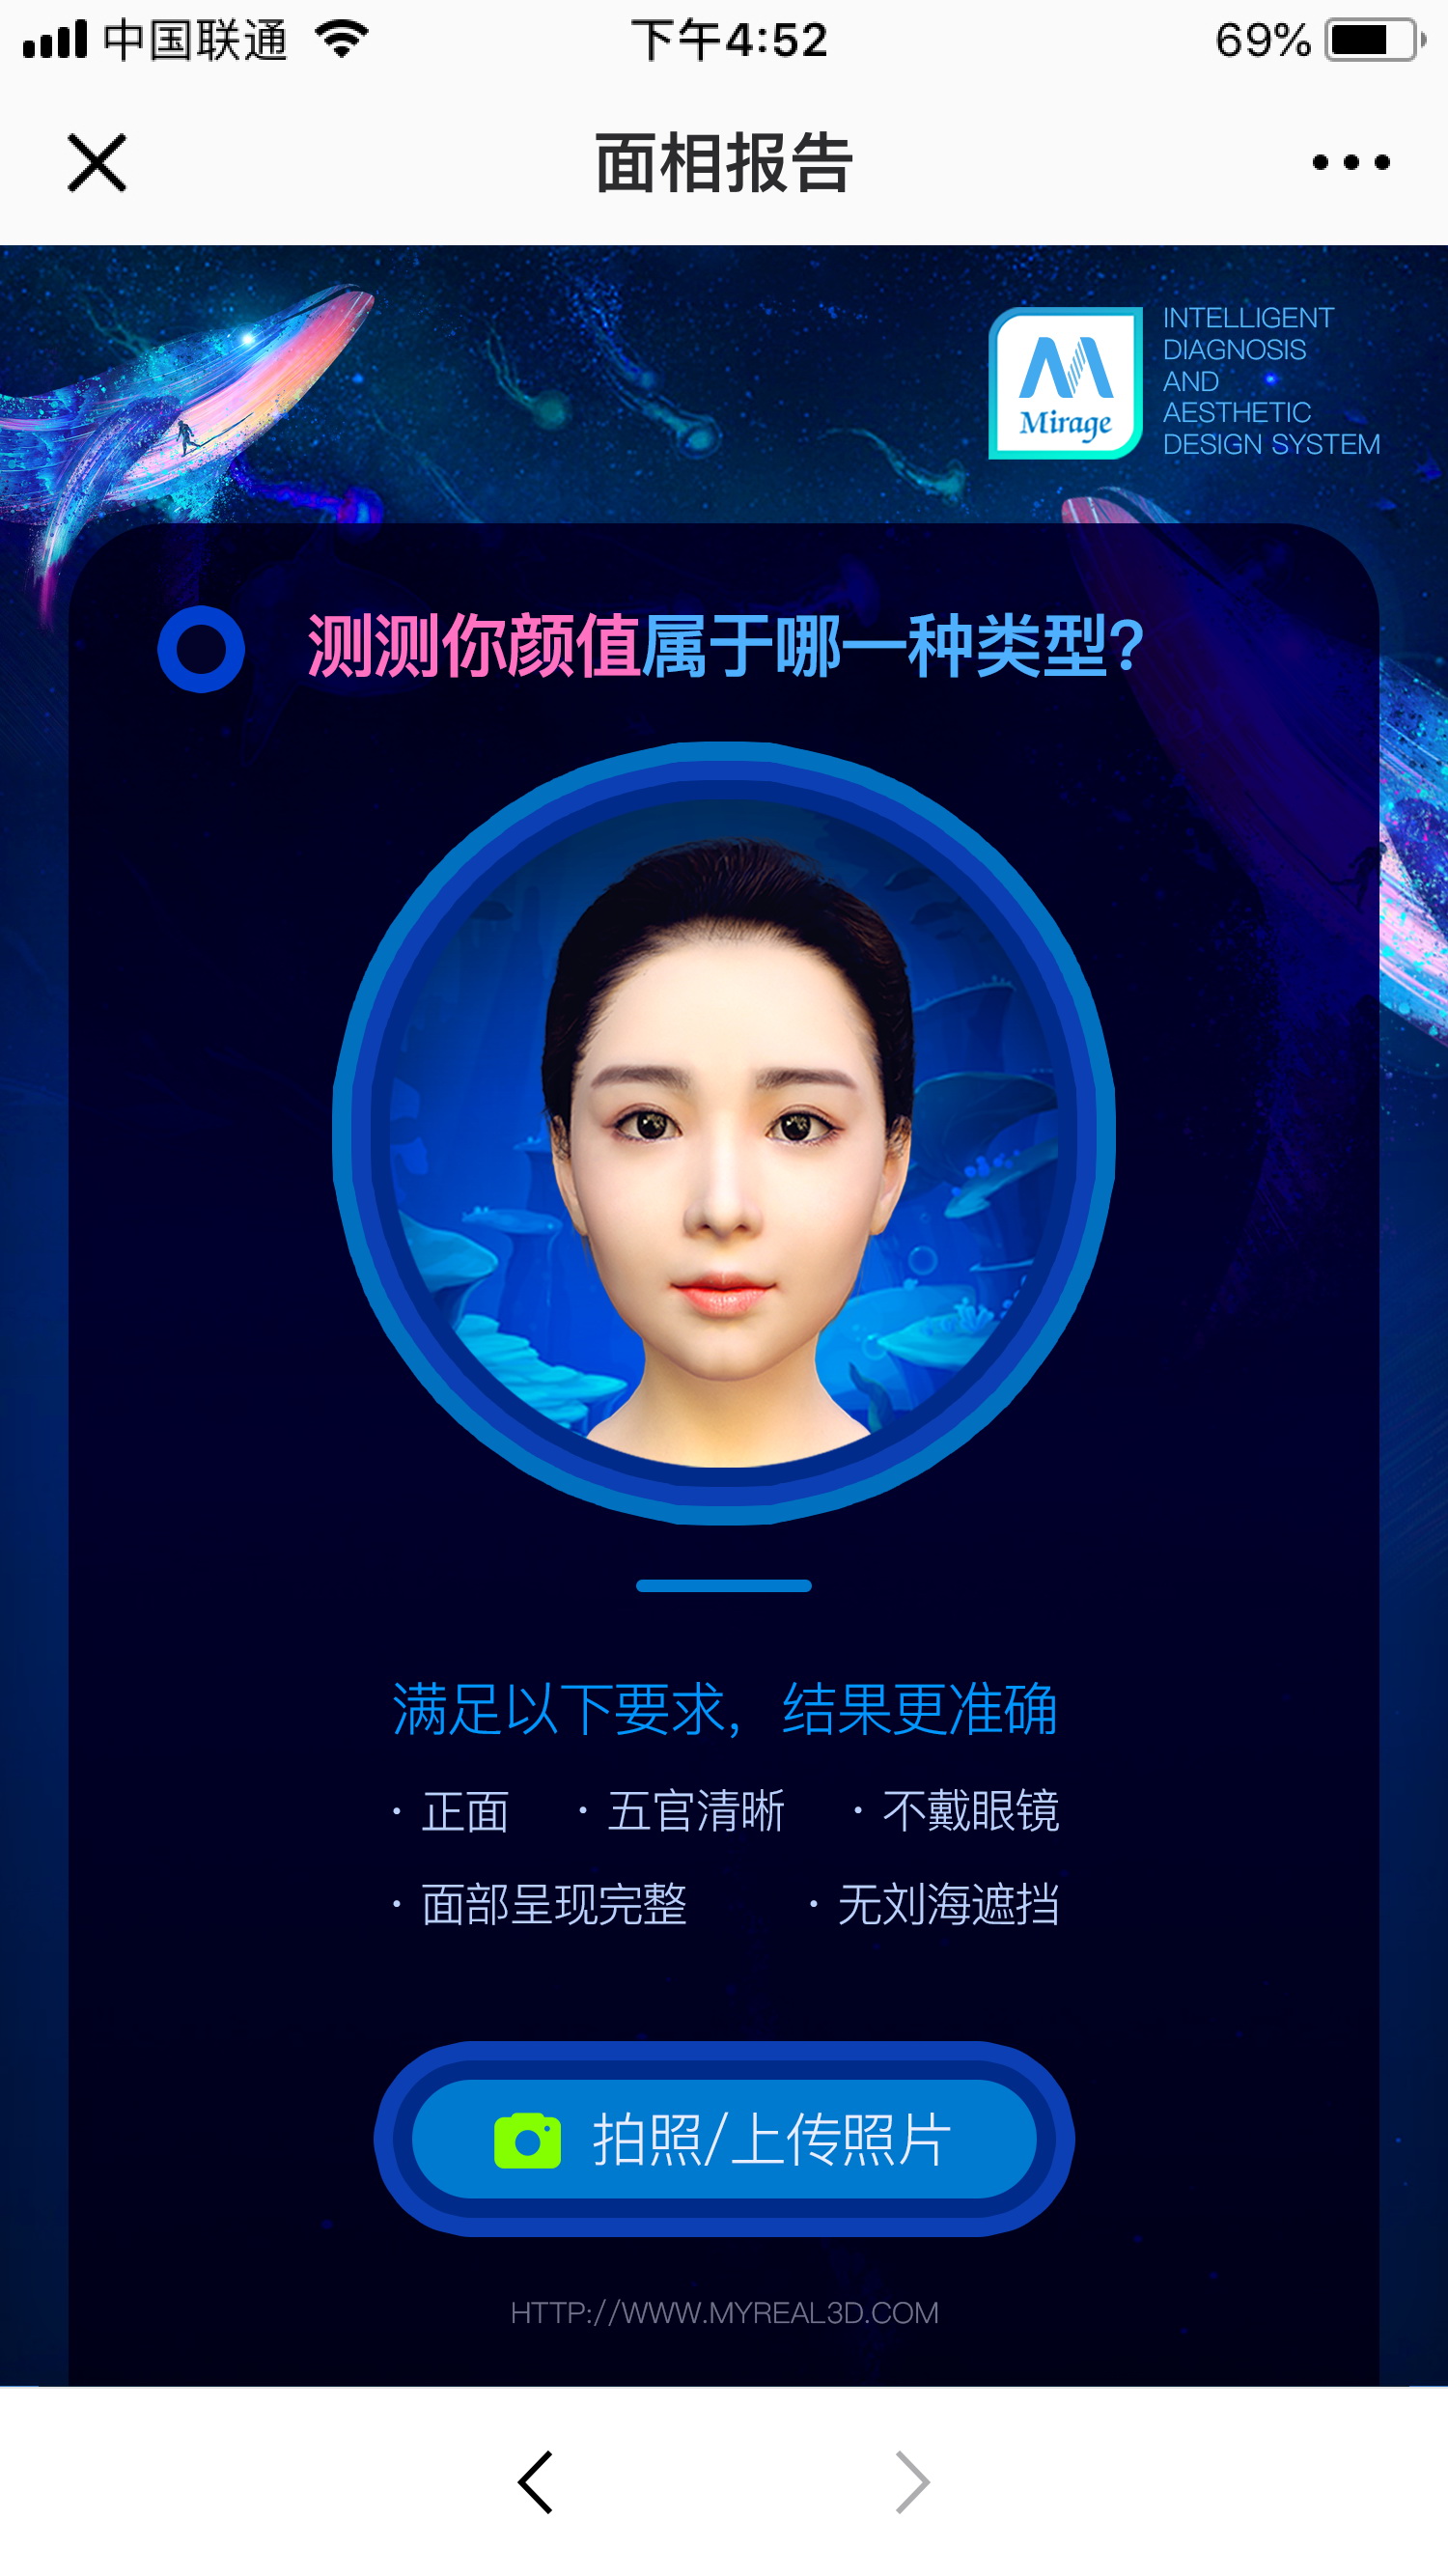 中国联通 下午4:52 69%
面相报告
INTELLIGENT
DIAGNOSIS
AND
AESTHETIC
DESIGN SYSTEM
Mirage
测测你颜值属于哪一种类型?
满足以下要求，结果更准确
· 正面 · 五官清晰 · 不戴眼镜
· 面部呈现完整 · 无刘海遮挡
拍照/上传照片
HTTP://WWW.MYREAL3D.COM